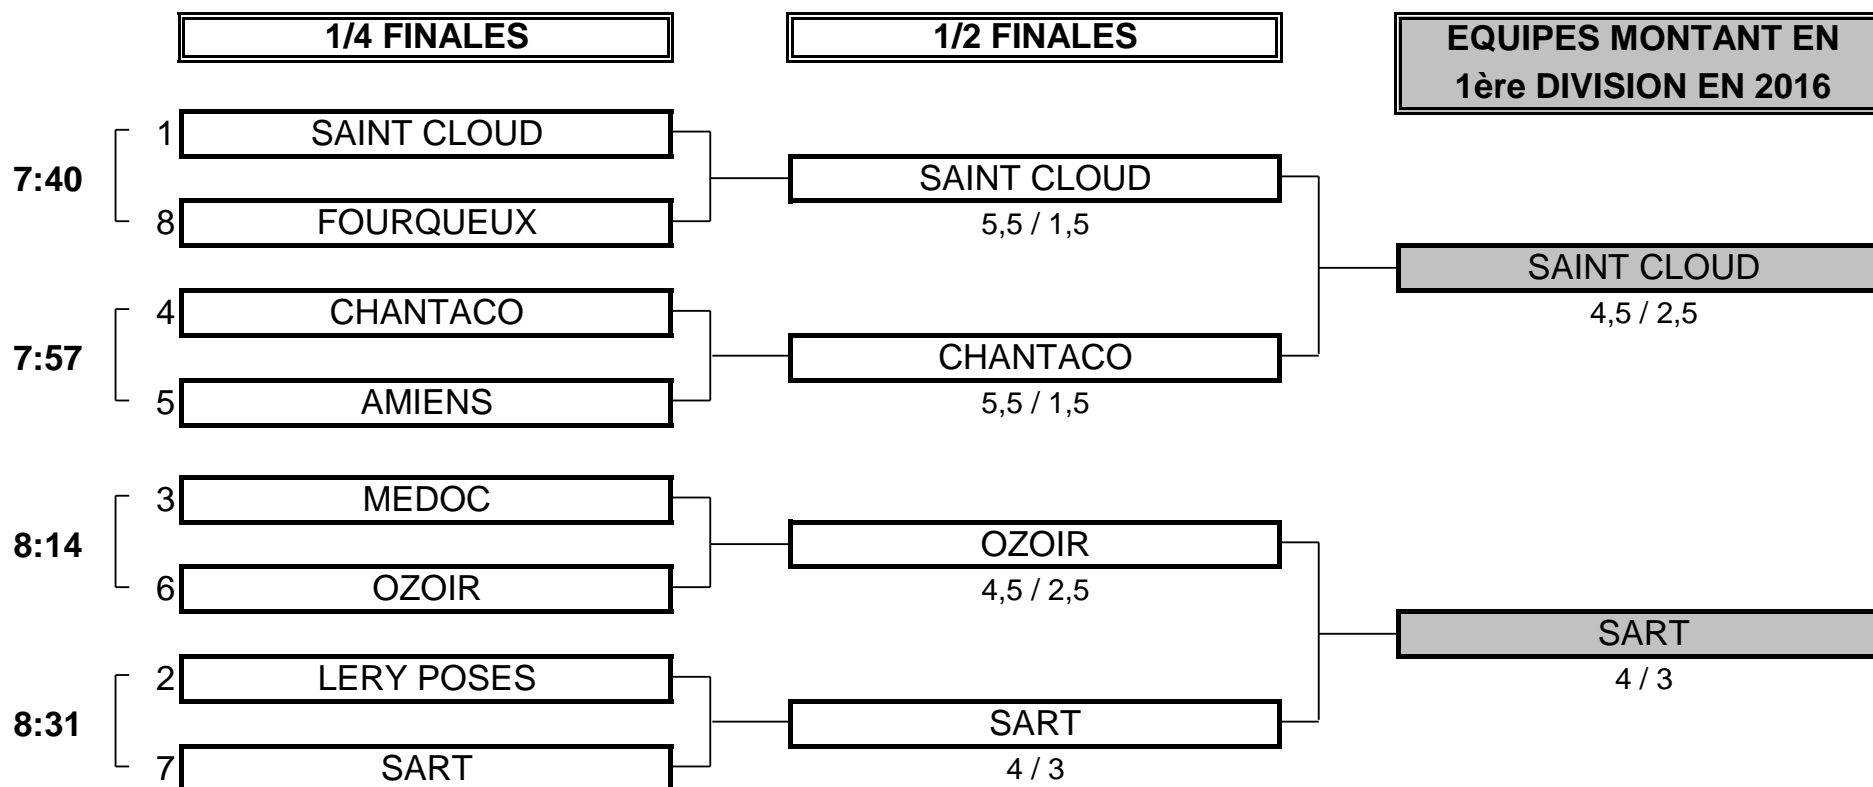 1/4 FINALES
1/2 FINALES
EQUIPES MONTANT EN
1ère DIVISION EN 2016
1 SAINT CLOUD
7:40
8 FOURQUEUX
SAINT CLOUD
5,5 / 1,5
4 CHANTACO
7:57
5 AMIENS
CHANTACO
5,5 / 1,5
SAINT CLOUD
4,5 / 2,5
3 MEDOC
8:14
6 OZOIR
OZOIR
4,5 / 2,5
2 LERY POSES
8:31
7 SART
SART
4 / 3
SART
4 / 3